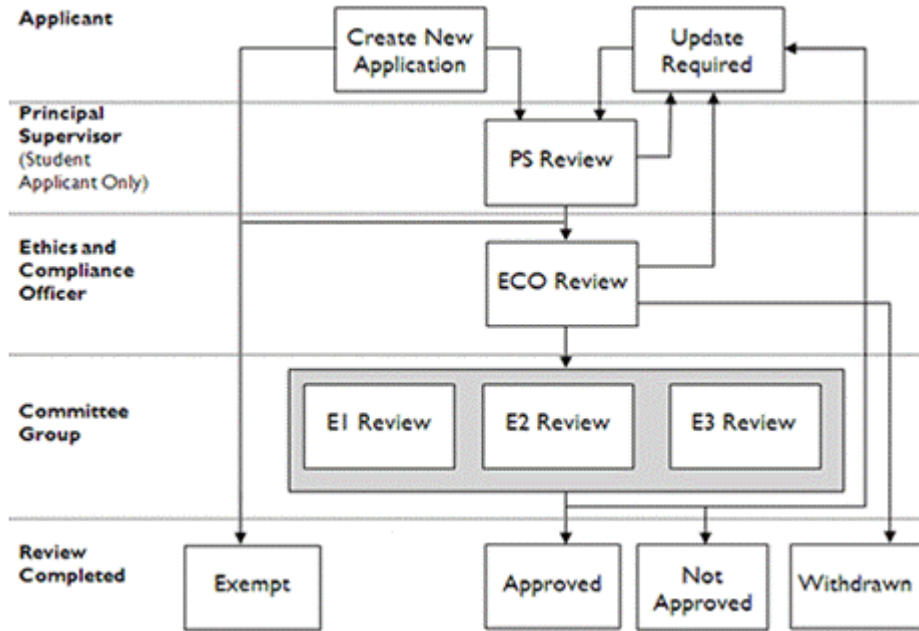 Applicant
Create New
Application
Update
Required
Principal
Supervisor
(Student
Applicant Only)
PS Review
Ethics and
Compliance
Officer
ECO Review
Committee
Group
E1 Review
E2 Review
E3 Review
Review
Completed
Exempt
Approved
Not
Approved
Withdrawn